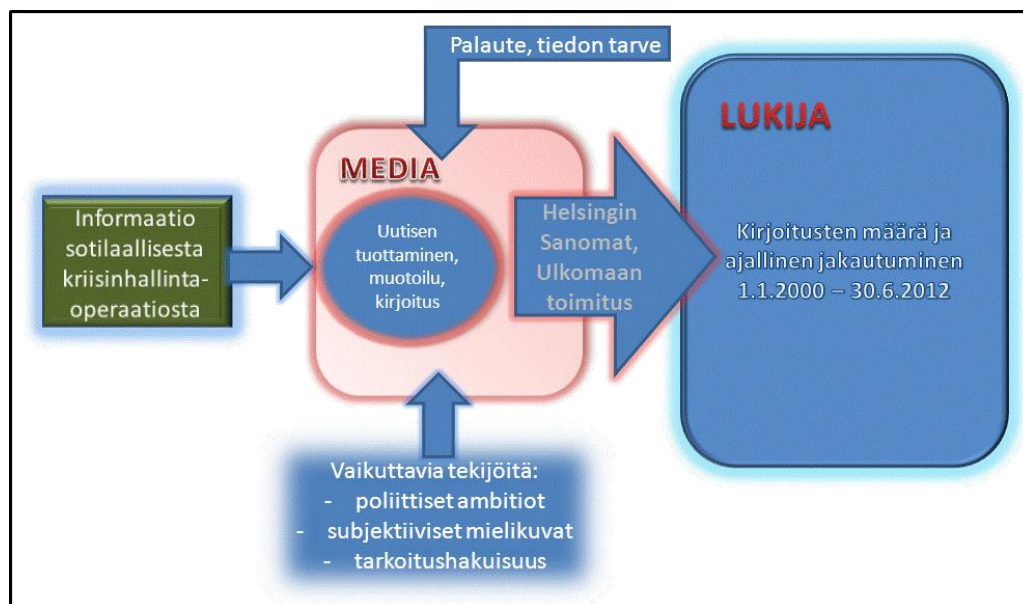 Palaute, tiedon tarve
LUKIJA
MEDIA
Informaatio
sotilaallisesta
kriisinhallinta-
operaatiosta
Uutisen
tuottaminen,
muotoilu,
kirjoitus
Helsingin
Sanomat,
Ulkomaan
toimitus
Kirjoitusten määrä ja
ajallinen jakautuminen
1.1.2000 – 30.6.2012
Vaikuttavia tekijöitä:
- poliittiset ambitiot
- subjektiiviset mielikuvat
- tarkoitushakuisuus